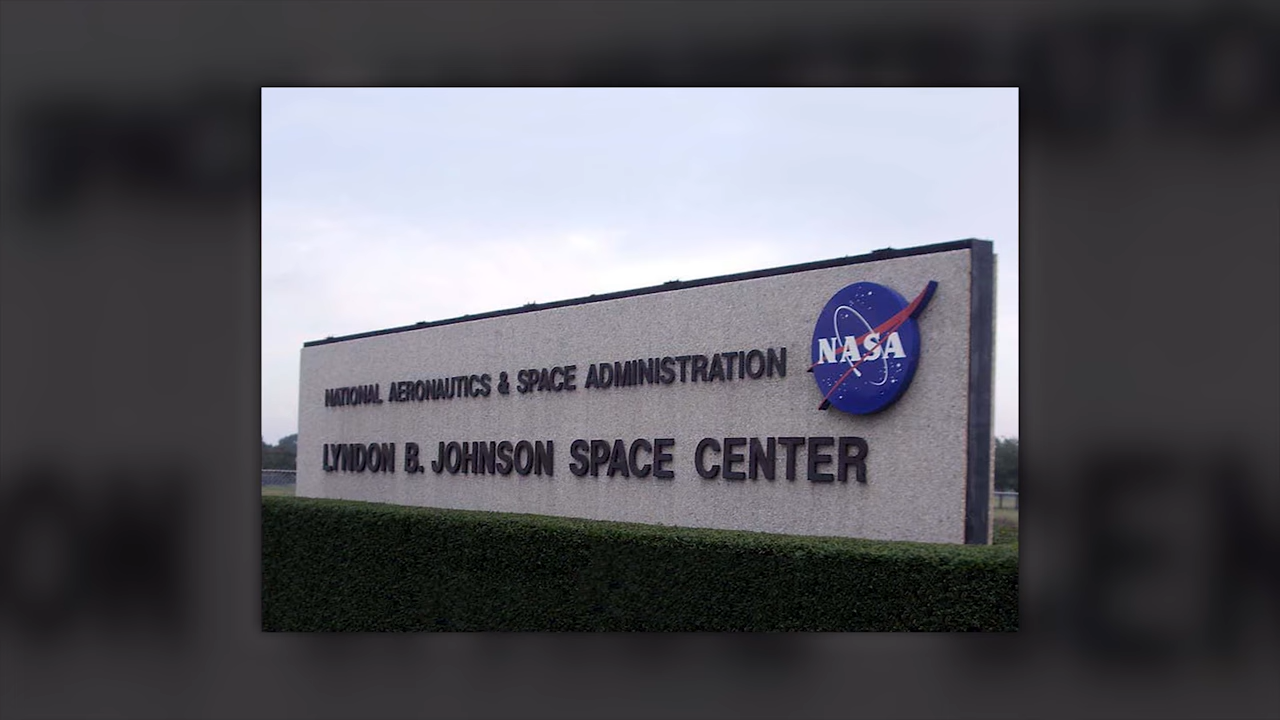 NATIONAL AERONAUTICS & SPACE ADMINISTRATION
NASA
LYNDON B. JOHNSON SPACE CENTER